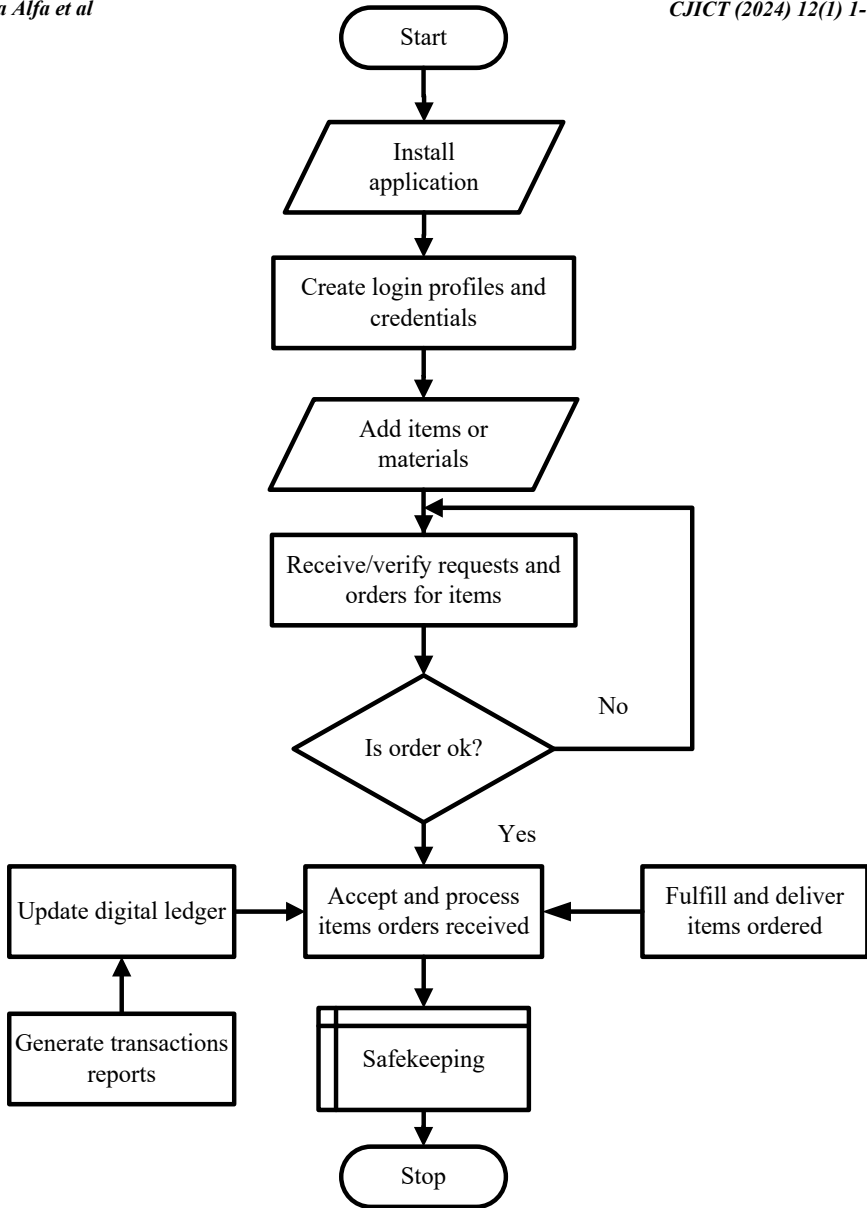 a Alfa et al
CJICT (2024) 12(1) 1-
Start
Install
application
Create login profiles and
credentials
Add items or
materials
Receive/verify requests and
orders for items
No
Is order ok?
Yes
Update digital ledger
Accept and process
items orders received
Fulfill and deliver
items ordered
Generate transactions
reports
Safekeeping
Stop